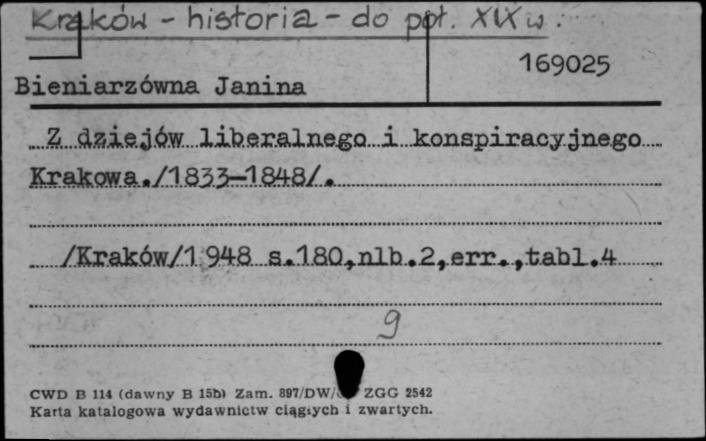 Kraków - historia - do poł. XIX w.
169025
Bieniarzówna Janina
Z dziejów liberalnego i konspiracyjnego
Krakowa./1833-1848/.
/Kraków/1948 s.180,nlb.2,err.,tabl.4
9
CWD B 114 (dawny B 15b) Zam. 897/DW/ ZGG 2542
Karta katalogowa wydawnictw ciągłych i zwartych.